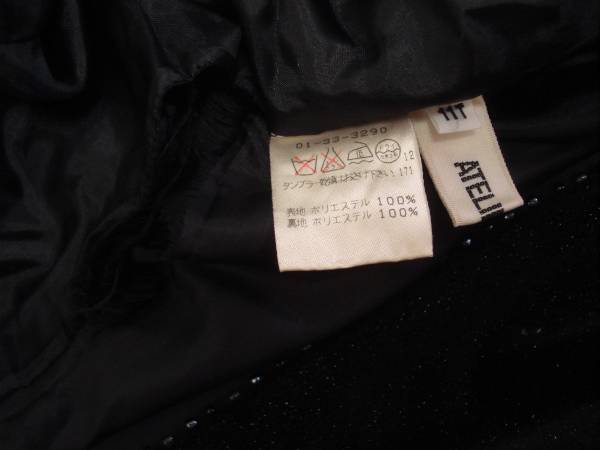 01-33-3290
12
タンブラー乾燥はお避け下さい. 171
表地 ポリエステル 100%
裏地 ポリエステル 100%
11T
ATELI